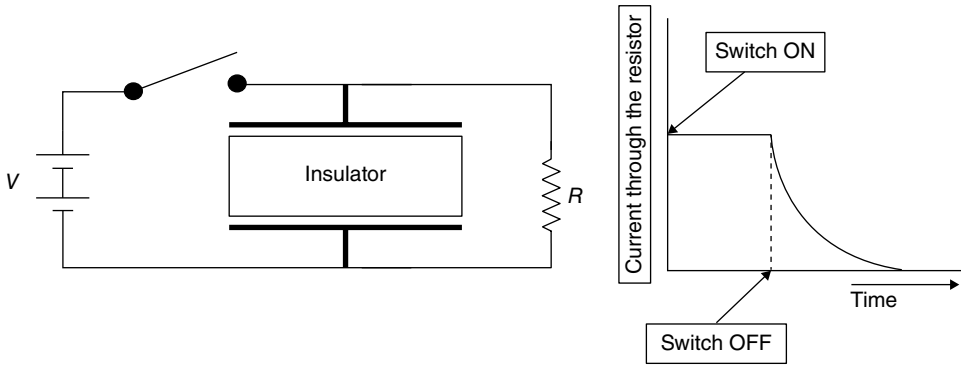 V
Insulator
R
Current through the resistor
Switch ON
Time
Switch OFF